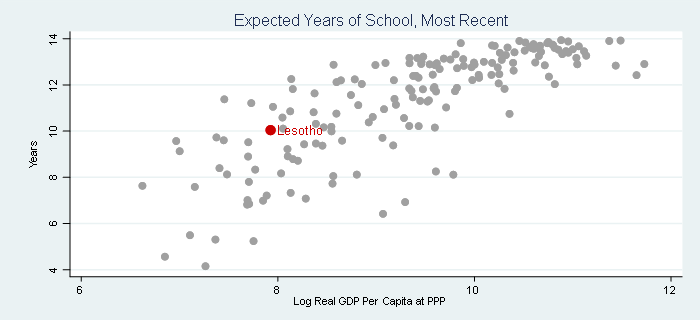 Expected Years of School, Most Recent
14
12
10
8
6
4
Years
Lesotho
6 8 10 12
Log Real GDP Per Capita at PPP